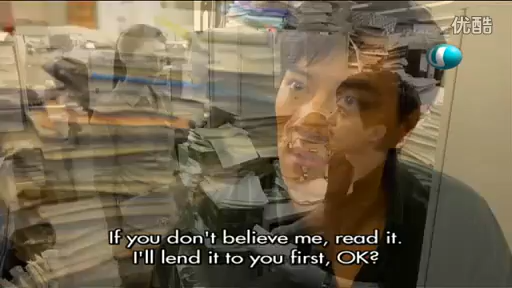 优酷
If you don't believe me, read it.
I'll lend it to you first, OK?